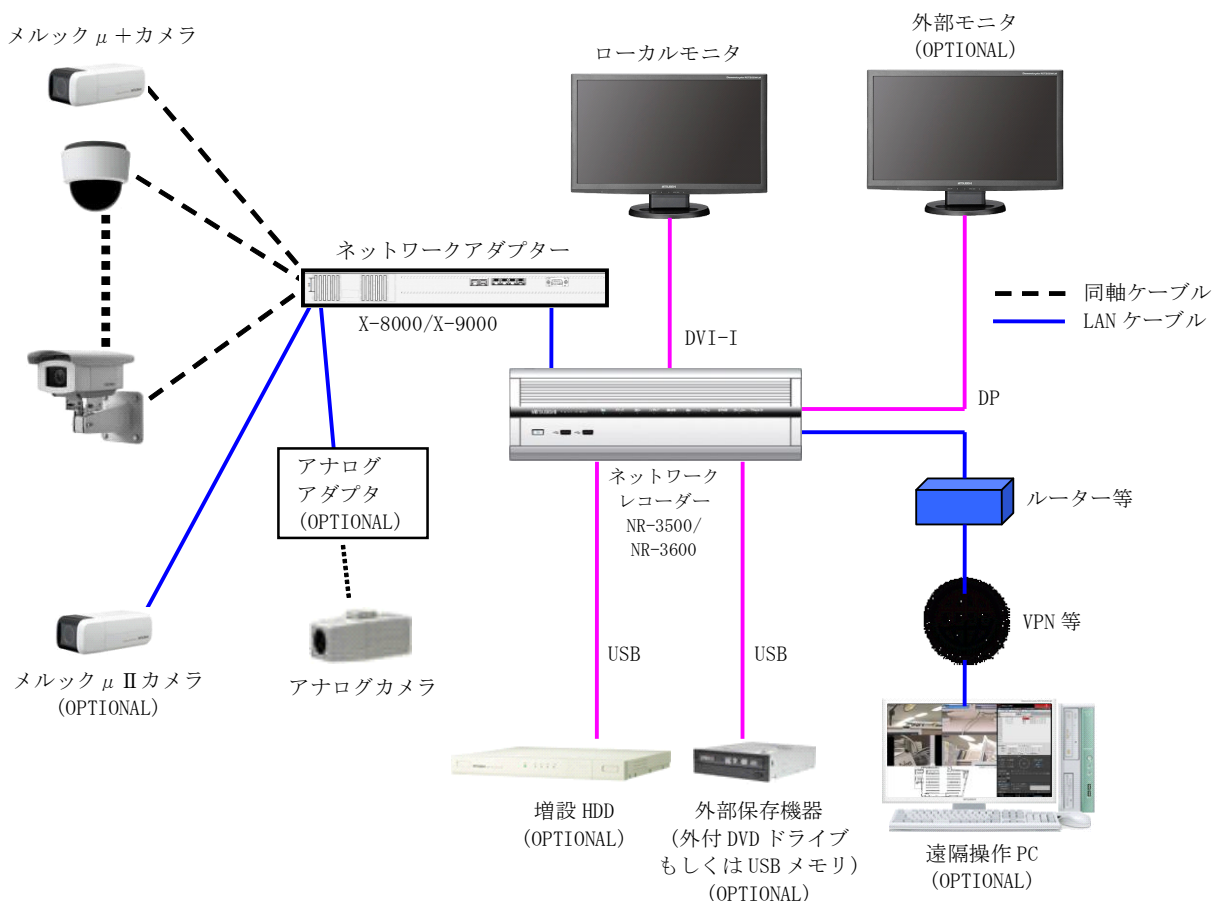 メルックμ+カメラ
ローカルモニタ
外部モニタ
(OPTIONAL)
ネットワークアダプター
X-8000/X-9000
同軸ケーブル
LAN ケーブル
DVI-I
DP
アナログ
アダプタ
(OPTIONAL)
ネットワーク
レコーダー
NR-3500/
NR-3600
ルーター等
VPN 等
USB
USB
メルックμⅡカメラ
(OPTIONAL)
アナログカメラ
増設 HDD
(OPTIONAL)
外部保存機器
(外付 DVD ドライブ
もしくは USB メモリ)
(OPTIONAL)
遠隔操作 PC
(OPTIONAL)